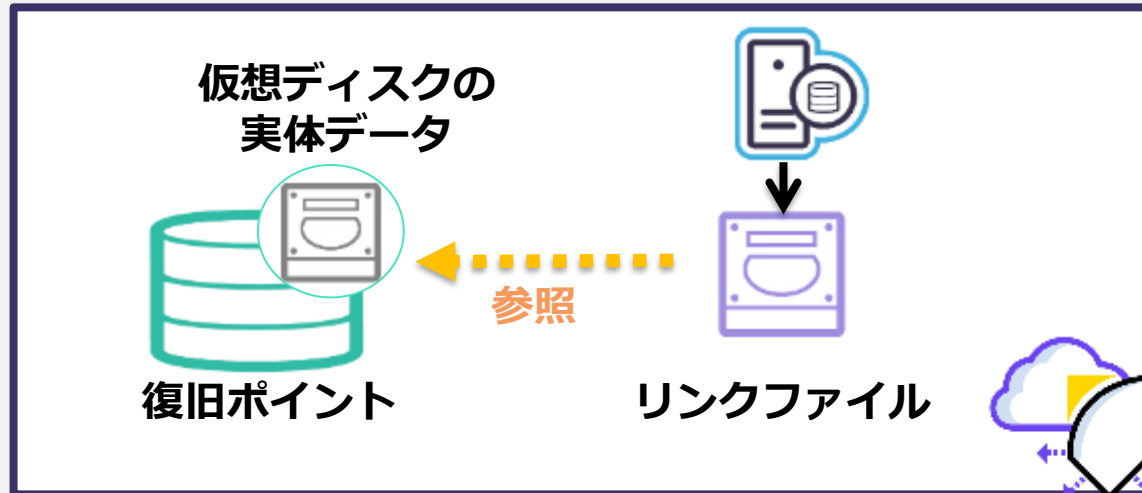 仮想ディスクの
実体データ
参照
復旧ポイント
リンクファイル